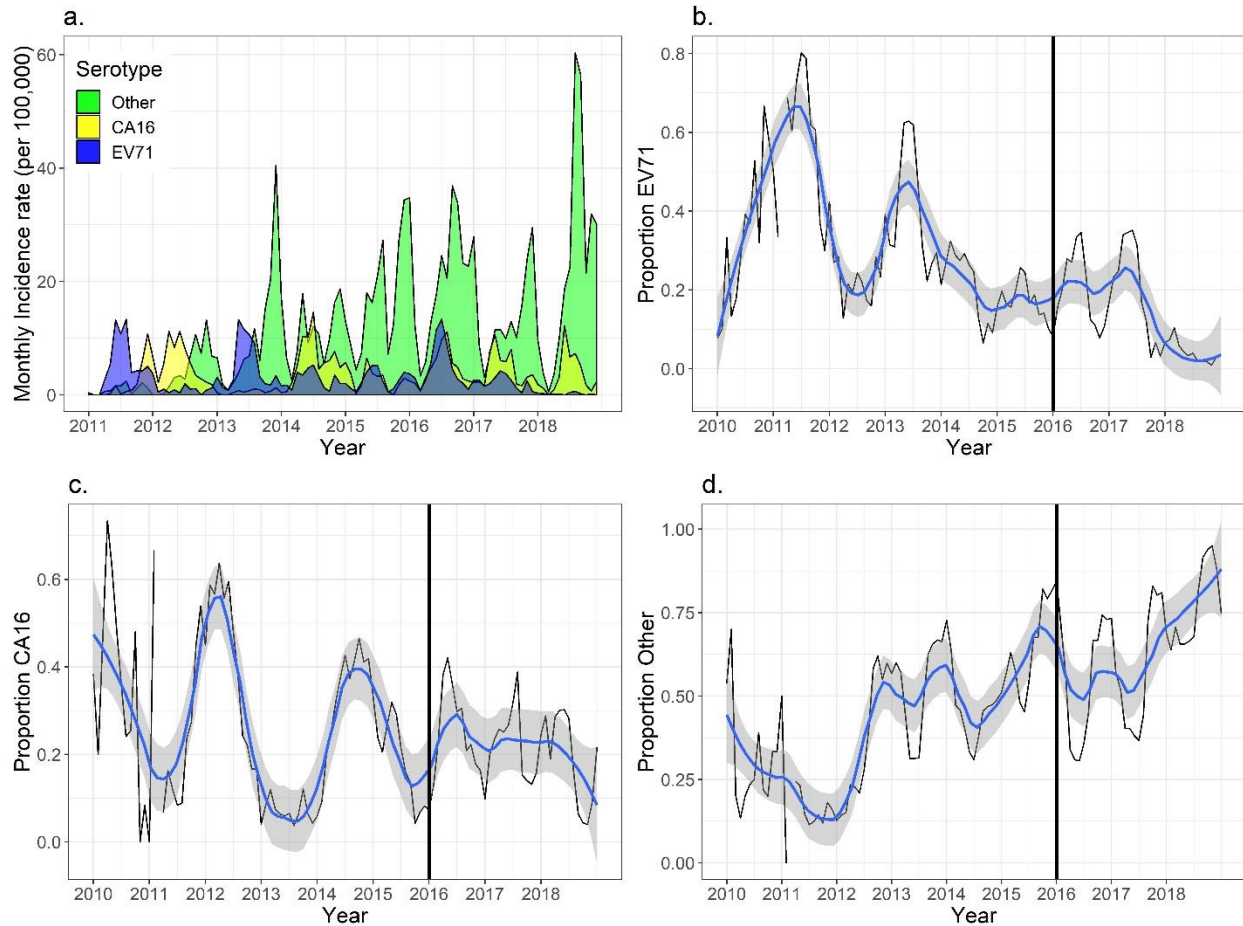 a.
Monthly Incidence rate (per 100,000)
60
40
20
0
Serotype
Other
CA16
EV71
2011 2012 2013 2014 2015 2016 2017 2018
Year
b.
Proportion EV71
0.8
0.6
0.4
0.2
0.0
2010 2011 2012 2013 2014 2015 2016 2017 2018
Year
c.
Proportion CA16
0.6
0.4
0.2
0.0
2010 2011 2012 2013 2014 2015 2016 2017 2018
Year
d.
Proportion Other
1.00
0.75
0.50
0.25
0.00
2010 2011 2012 2013 2014 2015 2016 2017 2018
Year